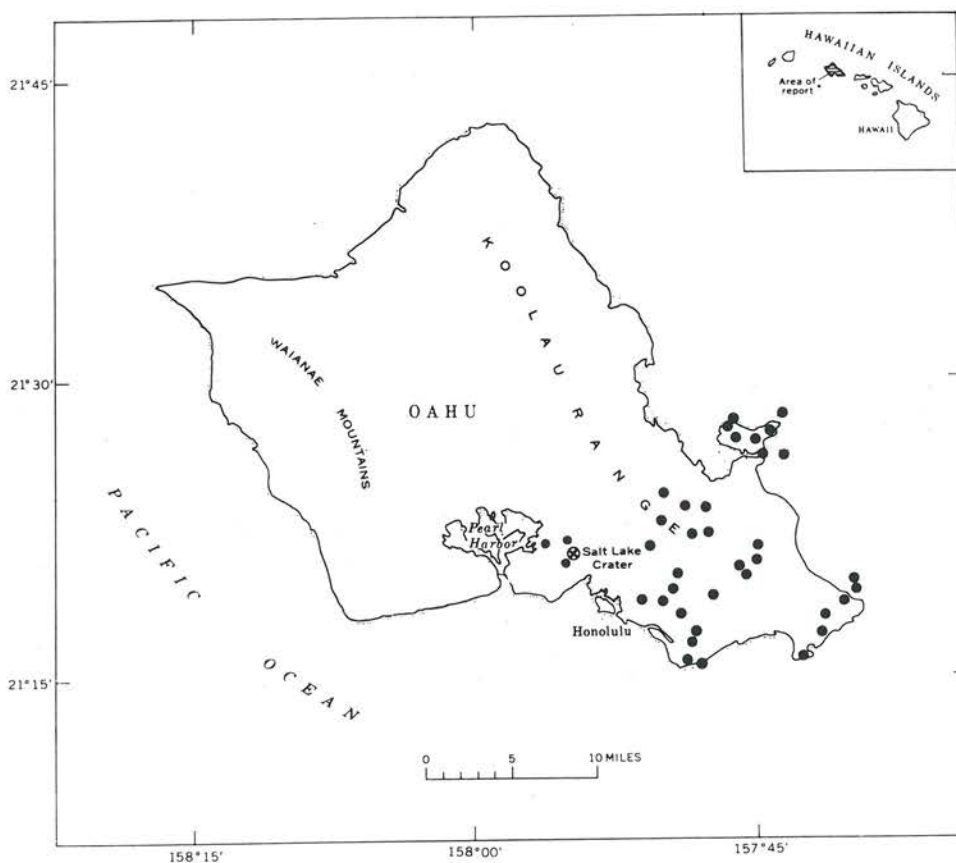 HAWAIIAN ISLANDS
Area of
report
HAWAII
21°45'
21°30'
21°15'
KOOLAU RANGE
WAIANAE
MOUNTAINS
OAHU
PACIFIC
OCEAN
Pearl
Harbor
Salt Lake
Crater
Honolulu
0 5 10 MILES
158°15' 158°00' 157°45'